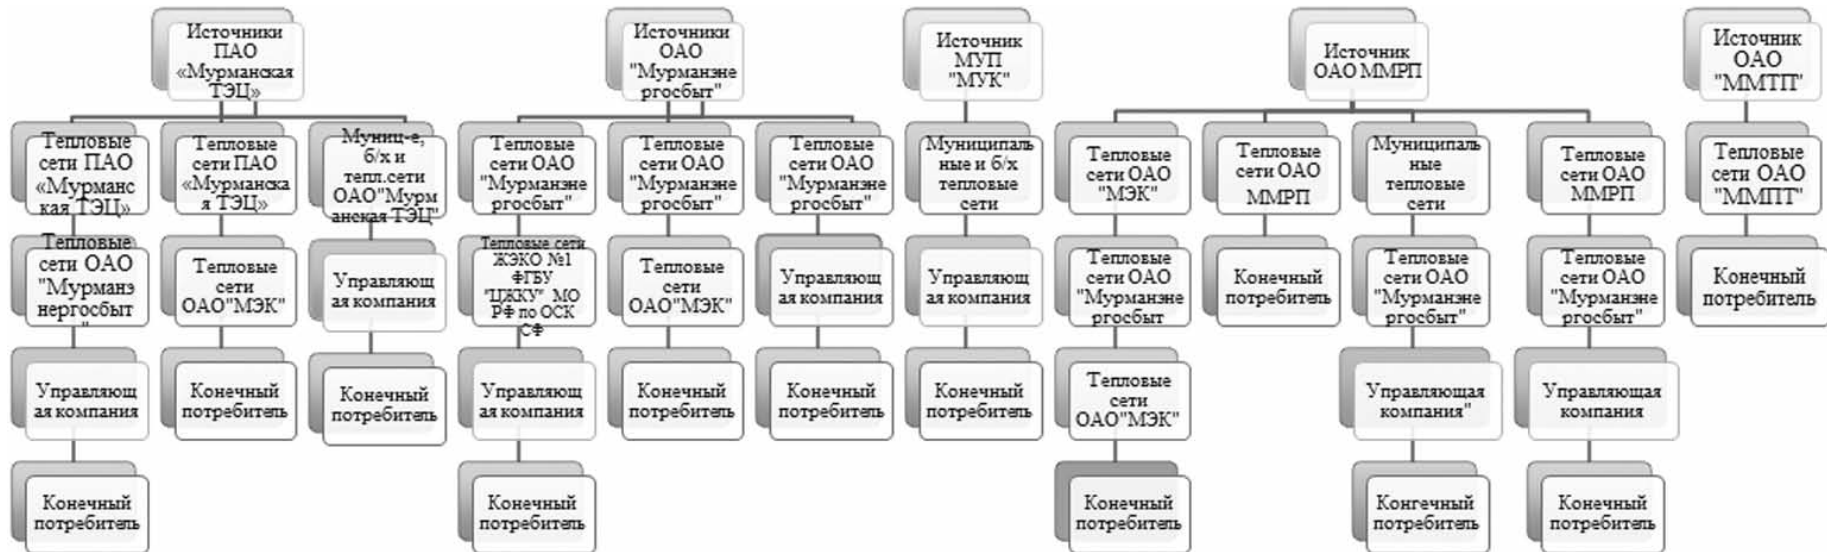 Источники
ПАО
«Мурманская
ТЭЦ»
Источники
ОАО
"Мурманэне
ргосбыт"
Источник
МУП
"МУК"
Источник
ОАО ММРП
Источник
ОАО
"ММТП"
Тепловые
сети ПАО
«Мурманс
кая ТЭЦ»
Тепловые
сети ПАО
«Мурманска
я ТЭЦ»
Муниц-е,
б/х и
тепл.сети
ОАО"Мурм
анская ТЭЦ"
Тепловые
сети ОАО
"Мурманэне
ргосбыт"
Тепловые
сети ОАО
"Мурманэне
ргосбыт"
Тепловые
сети ОАО
"Мурманэне
ргосбыт"
Муниципаль
ные и б/х
тепловые
сети
Тепловые
сети ОАО
"МЭК"
Тепловые
сети ОАО
ММРП
Муниципаль
ные
тепловые
сети
Тепловые
сети ОАО
ММРП
Тепловые
сети ОАО
"ММПТ"
Тепловые
сети ОАО
"Мурманэ
нергосбыт
"
Тепловые
сети
ОАО"МЭК"
Управляющ
ая компания
Тепловые сети
ЖЭКО №1
ФГБУ
"ЦЖКУ" МО
РФ по ОСК
СФ
Тепловые
сети
ОАО"МЭК"
Управляющ
ая компания
Управляющ
ая компания
Тепловые
сети ОАО
"Мурманэне
ргосбыт
Конечный
потребитель
Тепловые
сети ОАО
"Мурманэне
ргосбыт"
Тепловые
сети ОАО
"Мурманэне
ргосбыт"
Конечный
потребитель
Управляющ
ая компания
Конечный
потребитель
Конечный
потребитель
Управляющ
ая компания
Конечный
потребитель
Конечный
потребитель
Конечный
потребитель
Тепловые
сети
ОАО"МЭК"
Управляющая
компания"
Управляющая
компания
Конечный
потребитель
Конечный
потребитель
Конечный
потребитель
Конгечный
потребитель
Конечный
потребитель